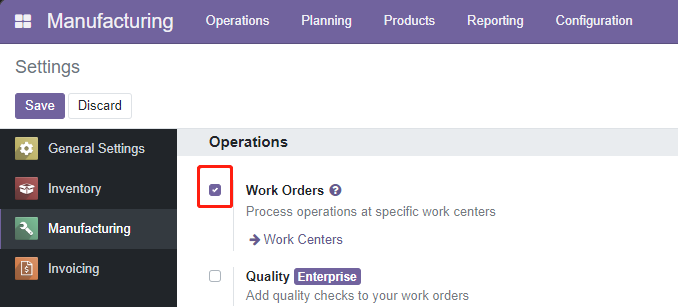 Manufacturing Operations Planning Products Reporting Configuration
Settings
Save Discard
General Settings
Inventory
Manufacturing
Invoicing
Operations
Work Orders ?
Process operations at specific work centers
Work Centers
Quality Enterprise
Add quality checks to your work orders